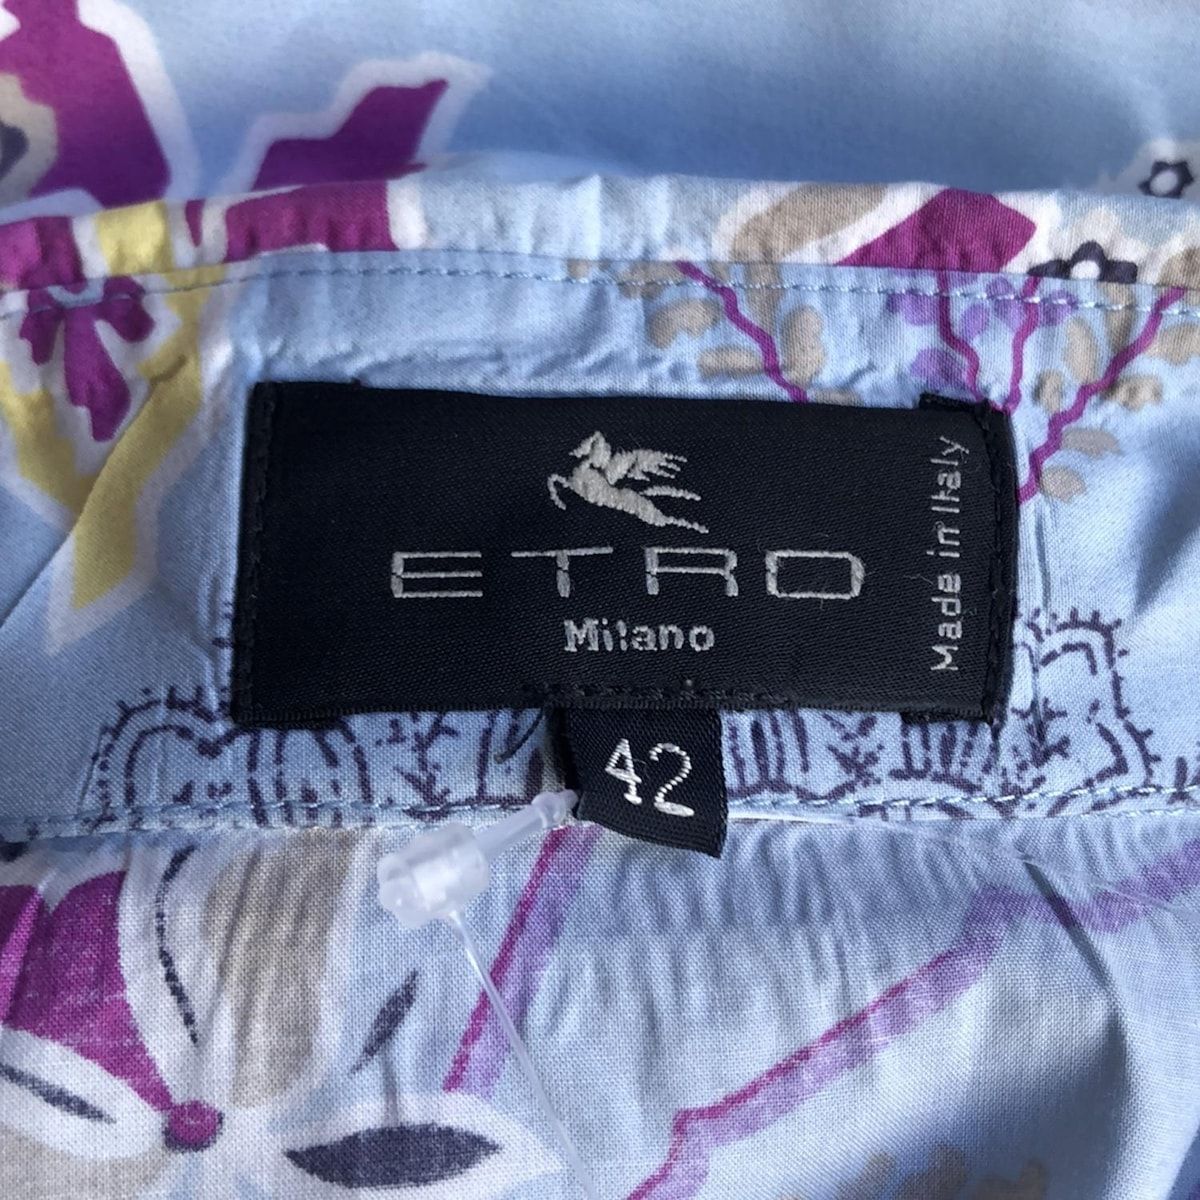 ETRO
Milano
Made in Italy
42